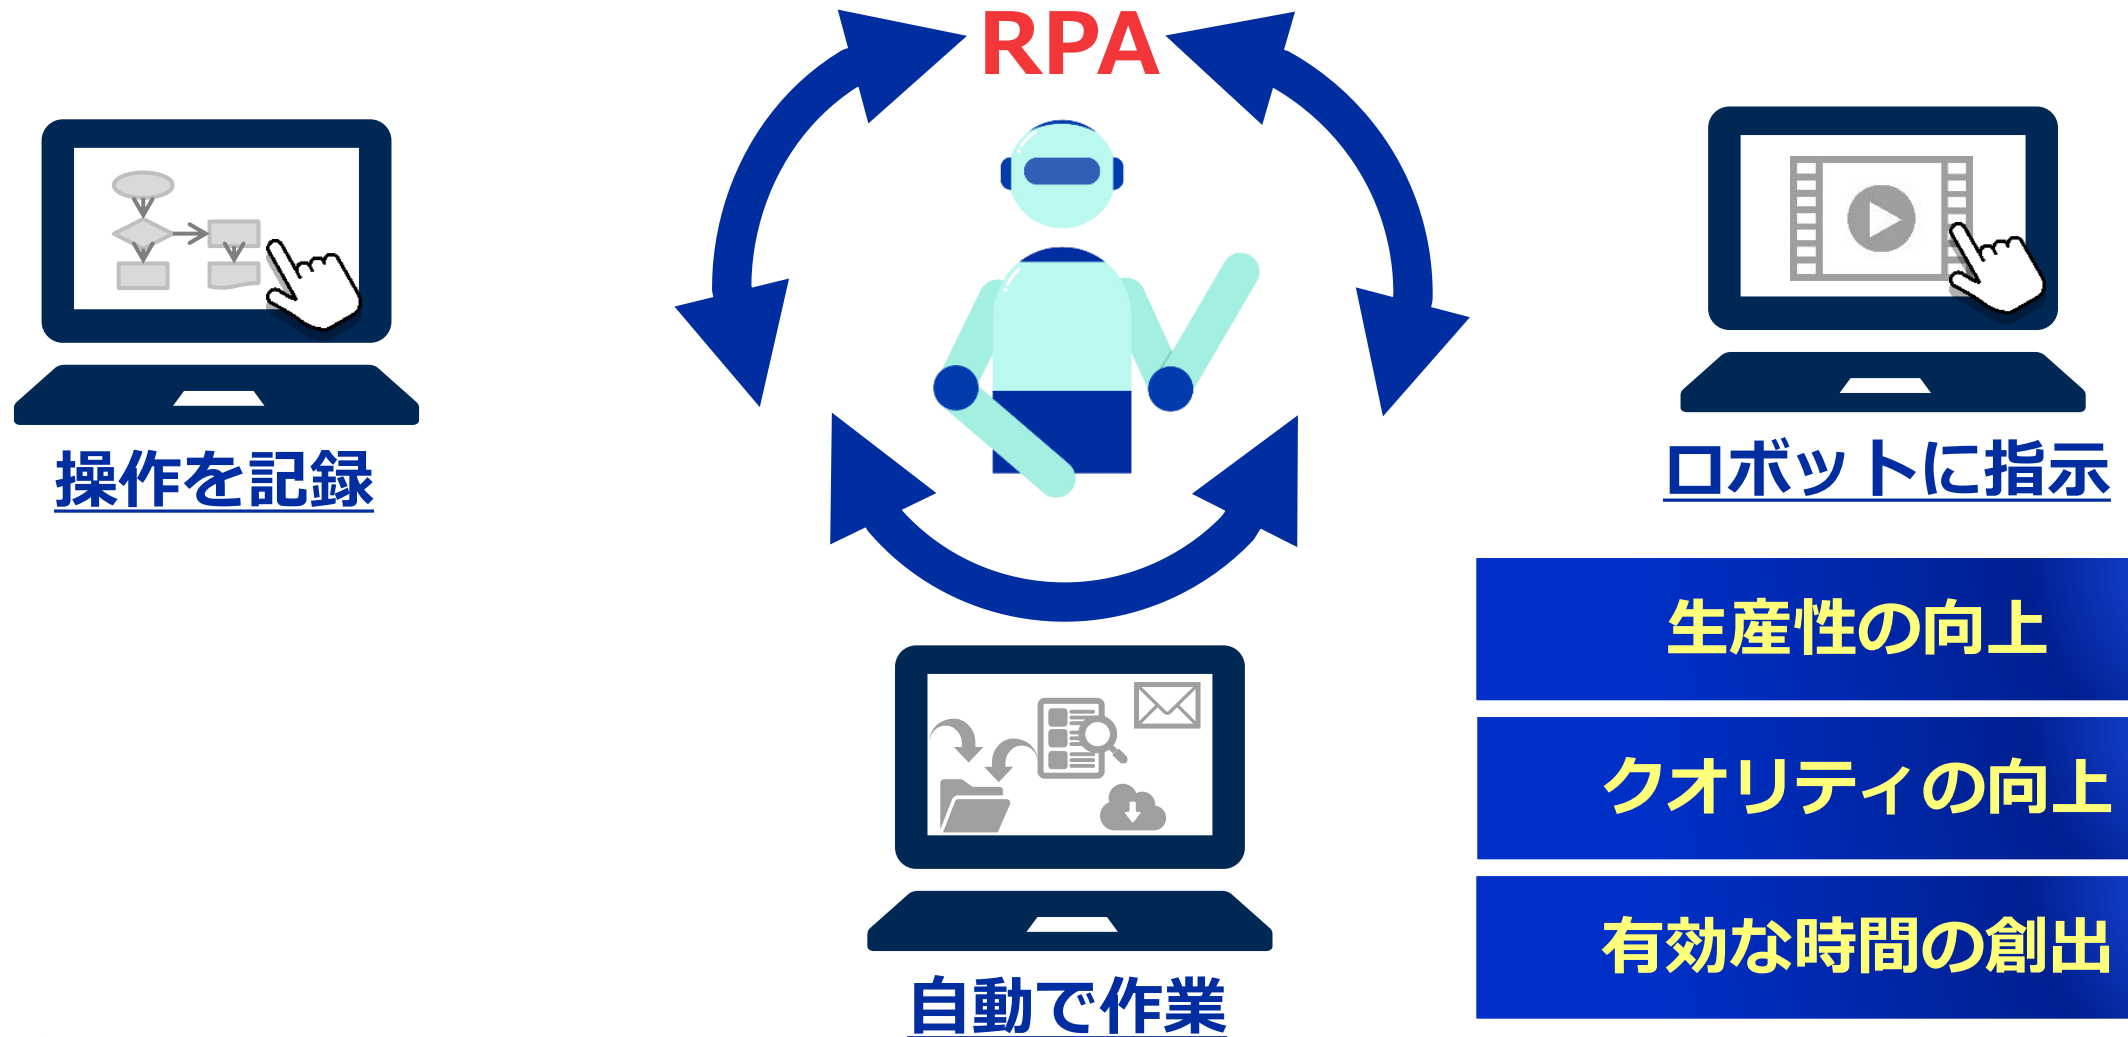 RPA
操作を記録
ロボットに指示
自動で作業
生産性の向上
クオリティの向上
有効な時間の創出